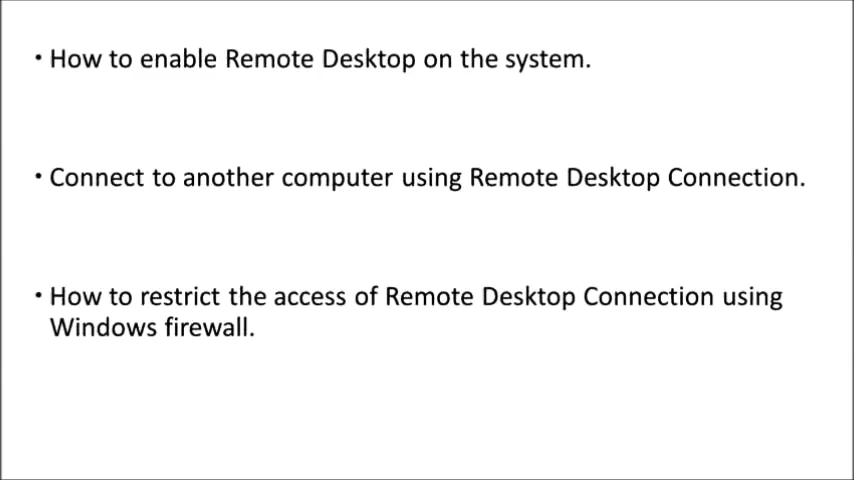 • How to enable Remote Desktop on the system.
• Connect to another computer using Remote Desktop Connection.
• How to restrict the access of Remote Desktop Connection using
Windows firewall.